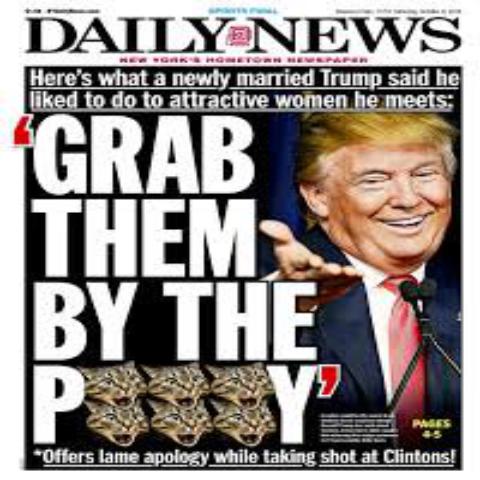 SPORTS FINAL
DAILY NEWS
NEW YORK'S HOMETOWN NEWSPAPER
Here's what a newly married Trump said he
liked to do to attractive women he meets:
‘GRAB
THEM
BY THE
P Y’
PAGES
4-5
*Offers lame apology while taking shot at Clintons!